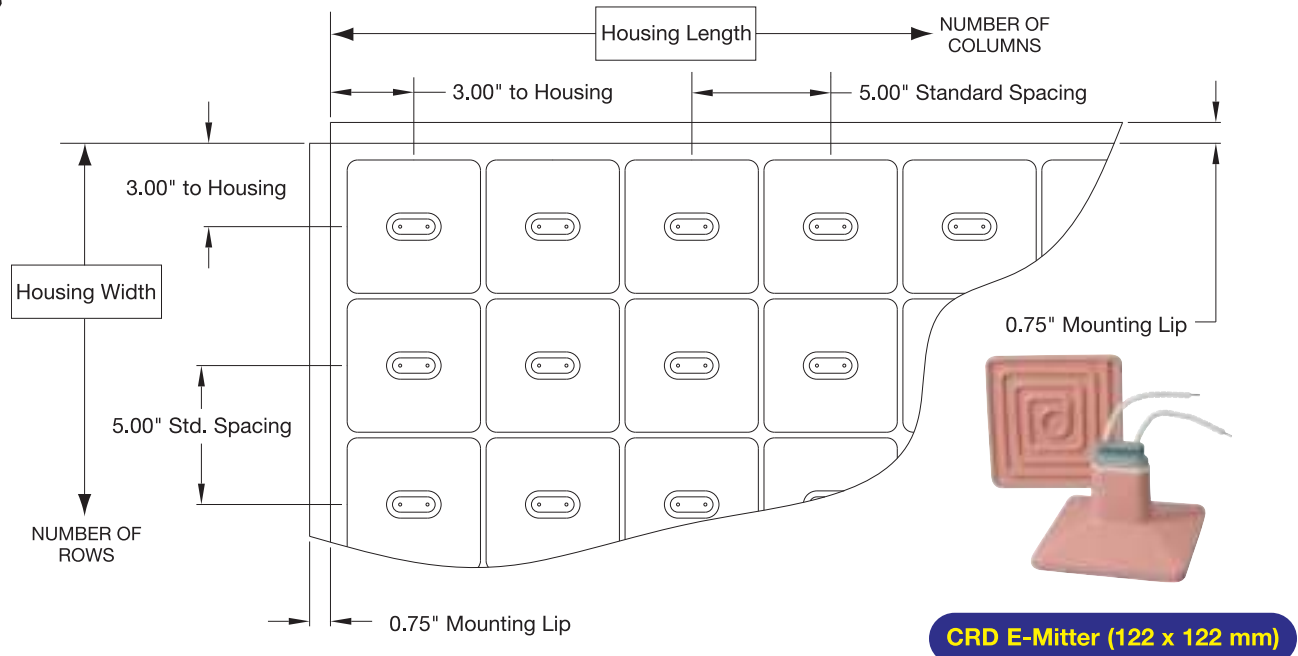 Housing Length
NUMBER OF
COLUMNS
3.00" to Housing
5.00" Standard Spacing
3.00" to Housing
Housing Width
0.75" Mounting Lip
5.00" Std. Spacing
NUMBER OF
ROWS
0.75" Mounting Lip
CRD E-Mitter (122 x 122 mm)